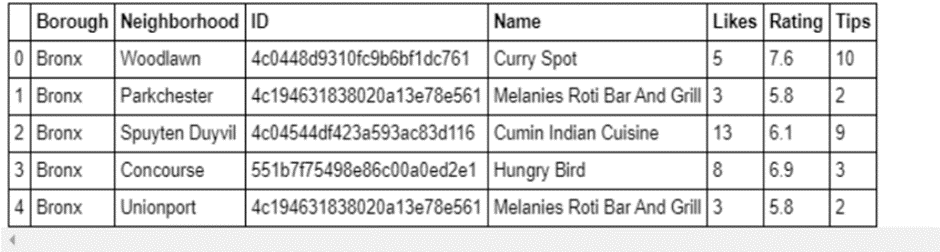 Borough Neighborhood ID Name Likes Rating Tips
0 Bronx Woodlawn 4c0448d9310fc9b6bf1dc761 Curry Spot 5 7.6 10
1 Bronx Parkchester 4c194631838020a13e78e561 Melanies Roti Bar And Grill 3 5.8 2
2 Bronx Spuyten Duyvil 4c04544df423a593ac83d116 Cumin Indian Cuisine 13 6.1 9
3 Bronx Concourse 551b7f75498e86c00a0ed2e1 Hungry Bird 8 6.9 3
4 Bronx Unionport 4c194631838020a13e78e561 Melanies Roti Bar And Grill 3 5.8 2